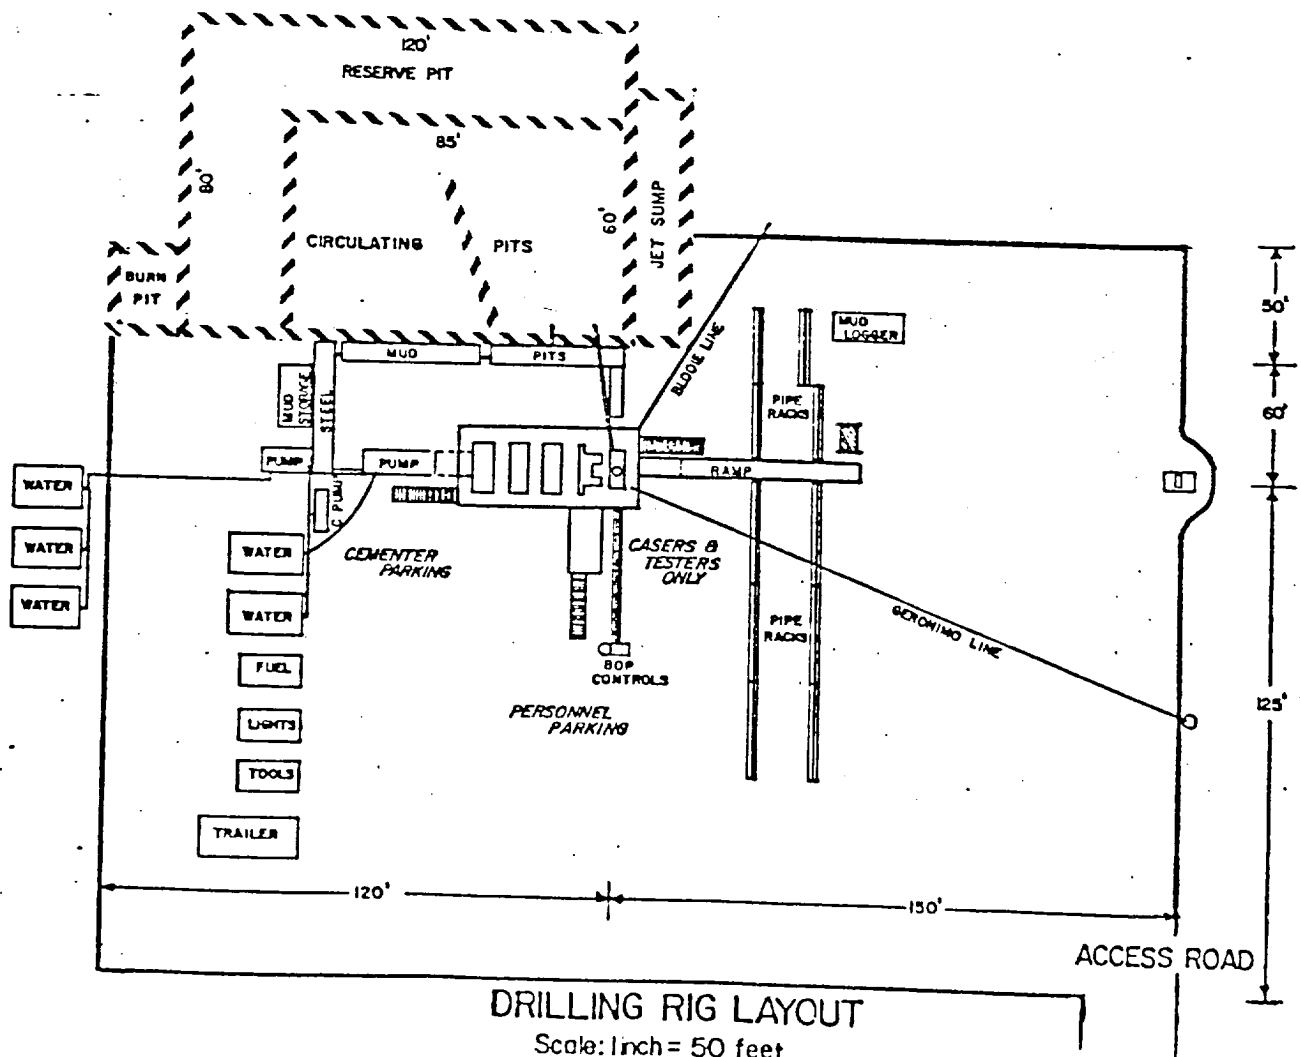 120'
RESERVE PIT
85'
80'
60'
CIRCULATING PITS
JET SUMP
BURN
PIT
BLOOIE LINE
50'
MUD
LOGGER
MUD PITS
MUD
STORAGE
STEEL
PIPE
RACKS
60'
PUMP
PUMP
RAMP
WATER
C PUMP
WATER
WATER
CEMENTER
PARKING
CASERS &
TESTERS
ONLY
WATER
WATER
PIPE
RACKS
GERONIMO LINE
FUEL
BOP
CONTROLS
125'
LIGHTS
PERSONNEL
PARKING
TOOLS
TRAILER
120'
150'
ACCESS ROAD
DRILLING RIG LAYOUT
Scale: 1inch = 50 feet